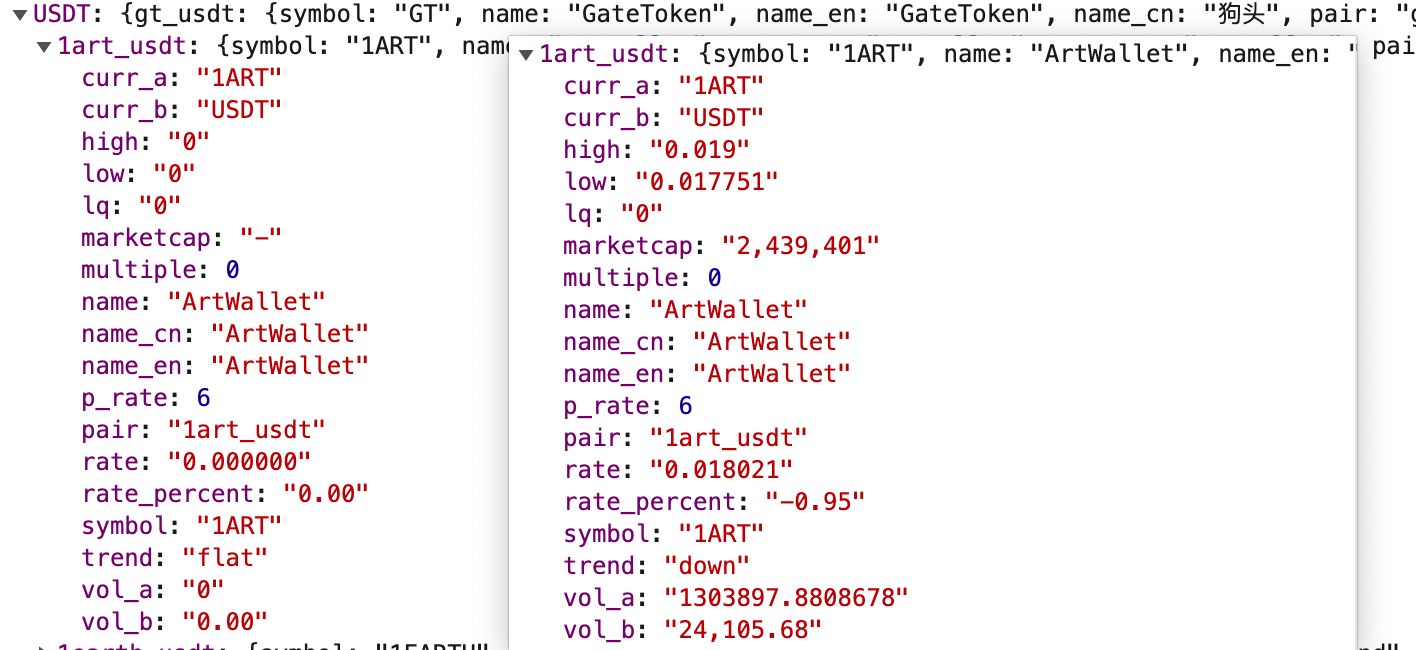 ▼USDT: {gt_usdt: {symbol: "GT", name: "GateToken", name_en: "GateToken", name_cn: "狗头", pair: "g
▼1art_usdt: {symbol: "1ART", name
curr_a: "1ART"
curr_b: "USDT"
high: "0"
low: "0"
lq: "0"
marketcap: "-"
multiple: 0
name: "ArtWallet"
name_cn: "ArtWallet"
name_en: "ArtWallet"
p_rate: 6
pair: "1art_usdt"
rate: "0.000000"
rate_percent: "0.00"
symbol: "1ART"
trend: "flat"
vol_a: "0"
vol_b: "0.00"
▼1art_usdt: {symbol: "1ART", name: "ArtWallet", name_en: "
curr_a: "1ART"
curr_b: "USDT"
high: "0.019"
low: "0.017751"
lq: "0"
marketcap: "2,439,401"
multiple: 0
name: "ArtWallet"
name_cn: "ArtWallet"
name_en: "ArtWallet"
p_rate: 6
pair: "1art_usdt"
rate: "0.018021"
rate_percent: "-0.95"
symbol: "1ART"
trend: "down"
vol_a: "1303897.8808678"
vol_b: "24,105.68"
pai